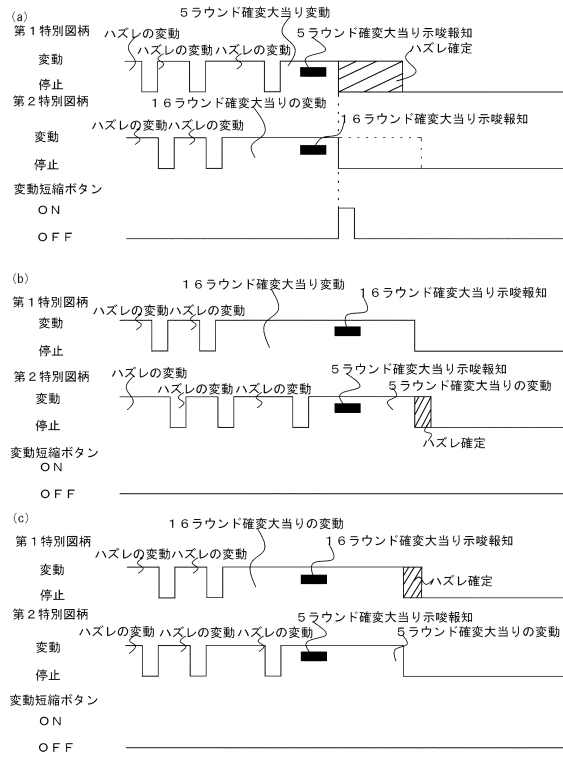 (a)
５ラウンド確変大当り変動
第１特別図柄
ハズレの変動
ハズレの変動
ハズレの変動
５ラウンド確変大当り示唆報知
ハズレ確定
変動
停止
第２特別図柄
１６ラウンド確変大当りの変動
ハズレの変動
ハズレの変動
１６ラウンド確変大当り示唆報知
変動
停止
変動短縮ボタン
ＯＮ
ＯＦＦ
(b)
１６ラウンド確変大当り変動
第１特別図柄
１６ラウンド確変大当り示唆報知
ハズレの変動
ハズレの変動
変動
停止
第２特別図柄
ハズレの変動
５ラウンド確変大当り示唆報知
ハズレの変動
ハズレの変動
５ラウンド確変大当りの変動
変動
停止
ハズレ確定
変動短縮ボタン
ＯＮ
ＯＦＦ
(c)
１６ラウンド確変大当りの変動
第１特別図柄
１６ラウンド確変大当り示唆報知
ハズレの変動
ハズレの変動
変動
ハズレ確定
停止
第２特別図柄
５ラウンド確変大当り示唆報知
ハズレの変動
ハズレの変動
ハズレの変動
５ラウンド確変大当りの変動
変動
停止
変動短縮ボタン
ＯＮ
ＯＦＦ